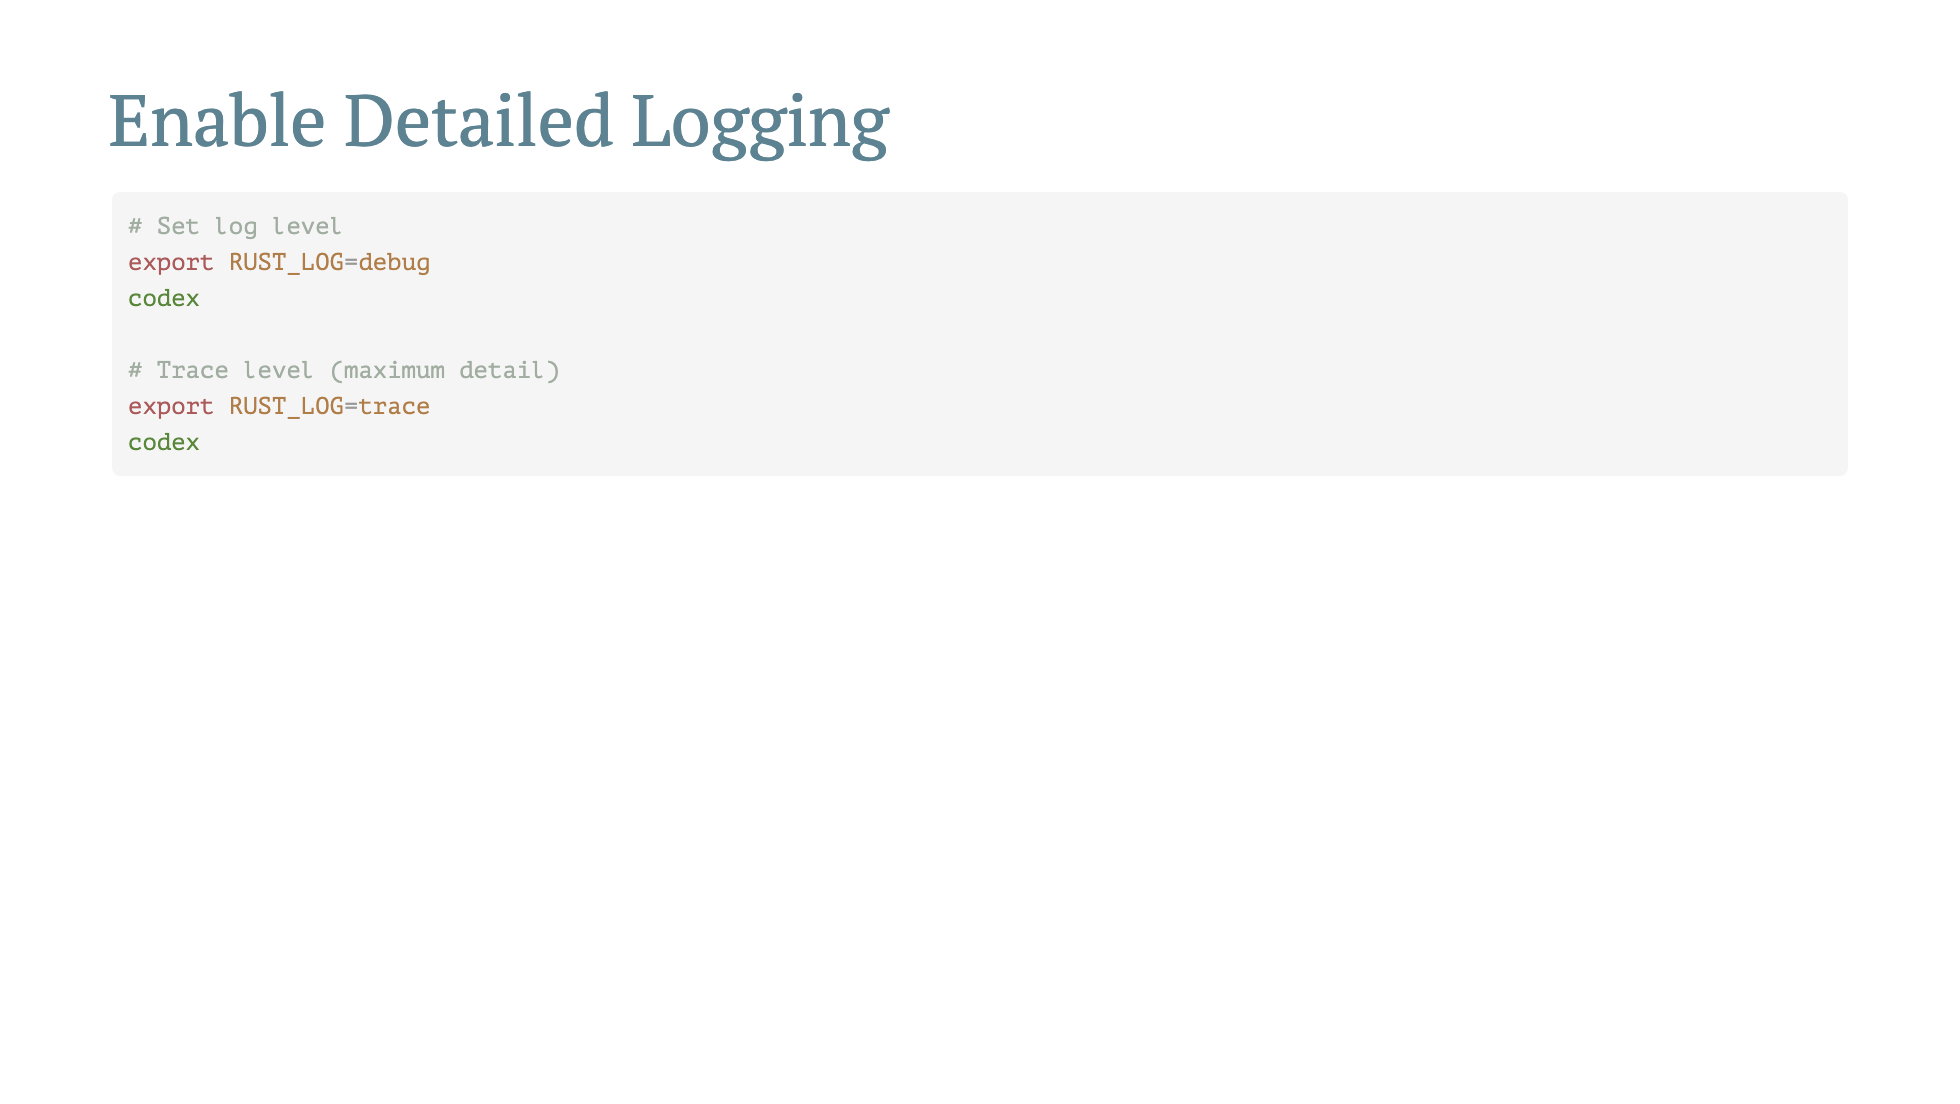 Enable Detailed Logging
# Set log level
export RUST_LOG=debug
codex
# Trace level (maximum detail)
export RUST_LOG=trace
codex